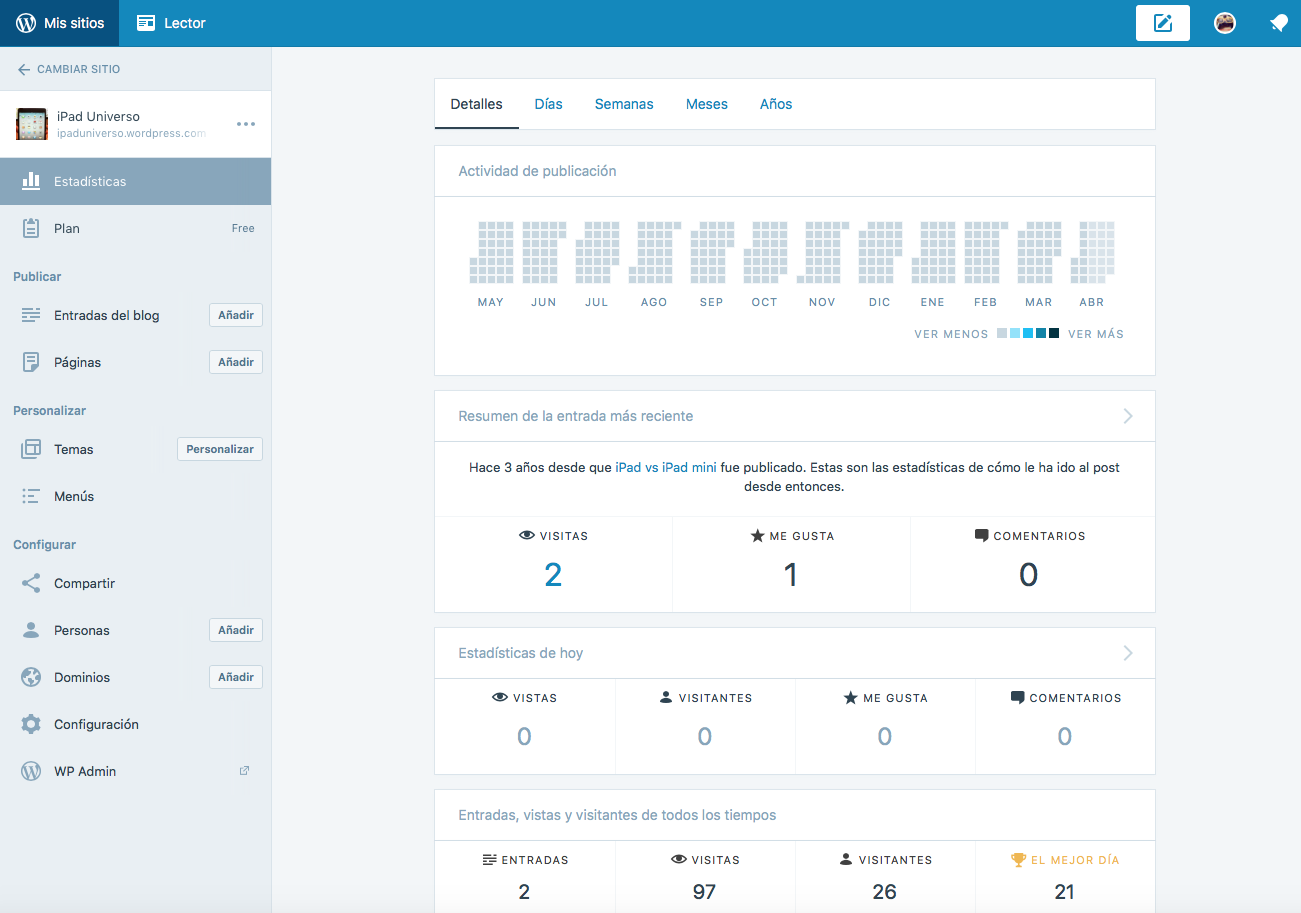 Mis sitios
Lector
CAMBIAR SITIO
iPad Universo
ipaduniverso.wordpress.com
Estadísticas
Plan
Free
Publicar
Entradas del blog
Añadir
Páginas
Añadir
Personalizar
Temas
Personalizar
Menús
Configurar
Compartir
Personas
Añadir
Dominios
Añadir
Configuración
WP Admin
Detalles Días Semanas Meses Años
Actividad de publicación
MAY JUN JUL AGO SEP OCT NOV DIC ENE FEB MAR ABR
VER MENOS VER MÁS
Resumen de la entrada más reciente
Hace 3 años desde que iPad vs iPad mini fue publicado. Estas son las estadísticas de cómo le ha ido al post
desde entonces.
VISITAS ME GUSTA COMENTARIOS
2 1 0
Estadísticas de hoy
VISTAS VISITANTES ME GUSTA COMENTARIOS
0 0 0 0
Entradas, vistas y visitantes de todos los tiempos
ENTRADAS VISITAS VISITANTES EL MEJOR DÍA
2 97 26 21